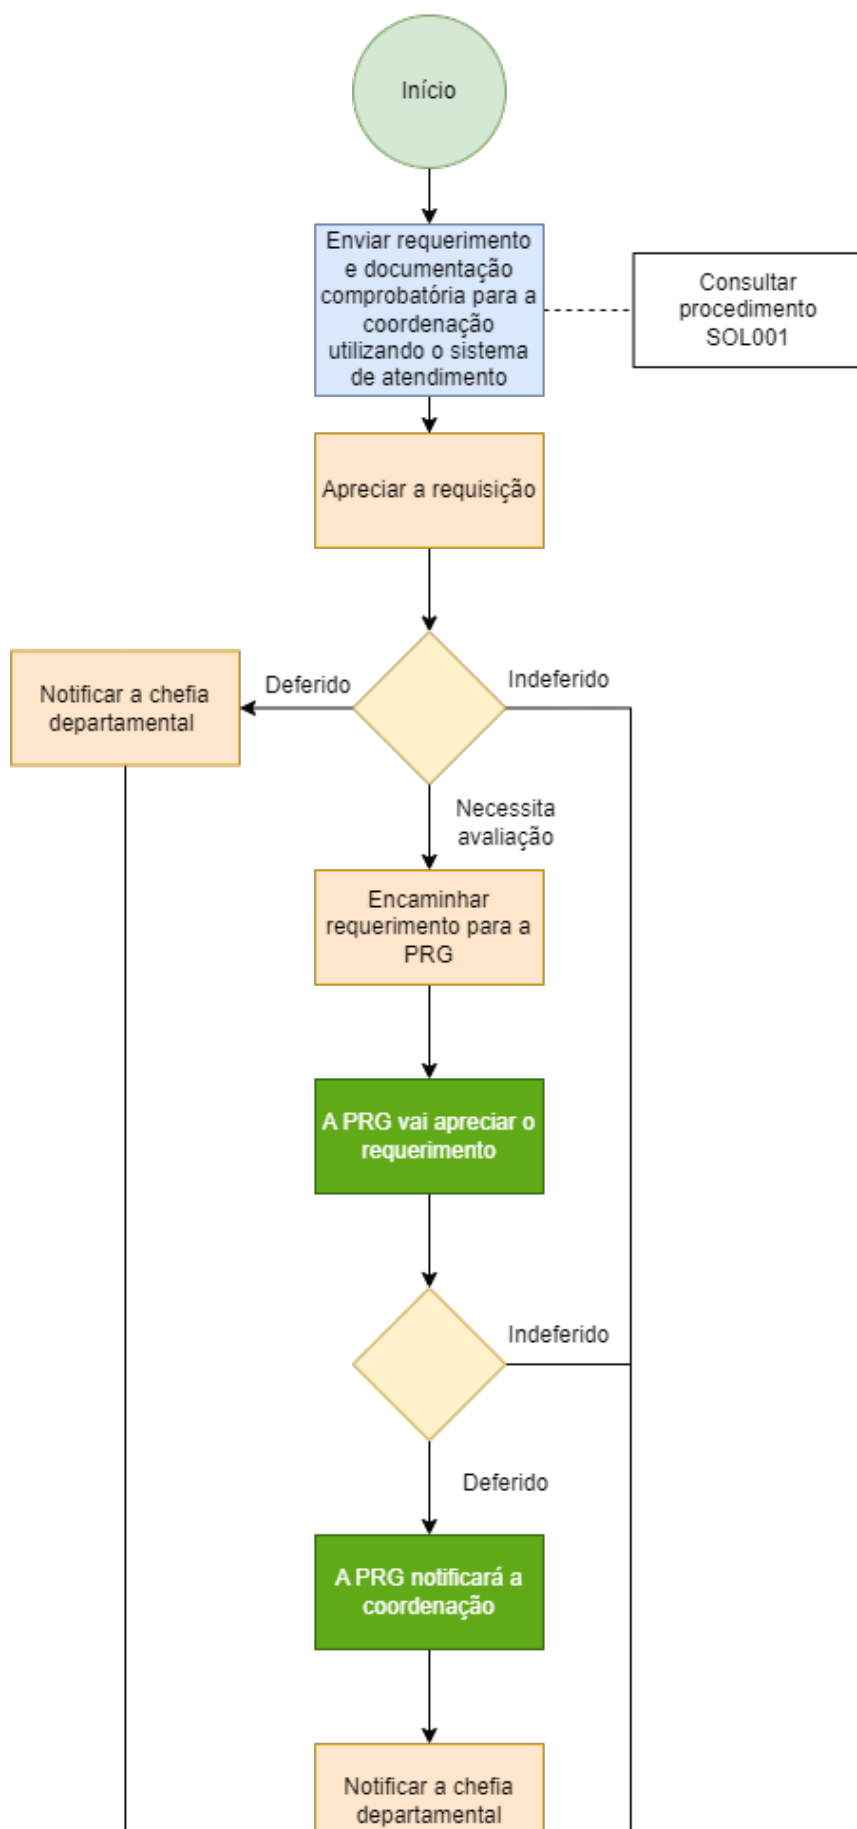 Início
Enviar requerimento
e documentação
comprobatória para a
coordenação
utilizando o sistema
de atendimento
Consultar
procedimento
SOL001
Apreciar a requisição
Notificar a chefia
departamental
Deferido
Indeferido
Necessita
avaliação
Encaminhar
requerimento para a
PRG
A PRG vai apreciar o
requerimento
Indeferido
Deferido
A PRG notificará a
coordenação
Notificar a chefia
departamental